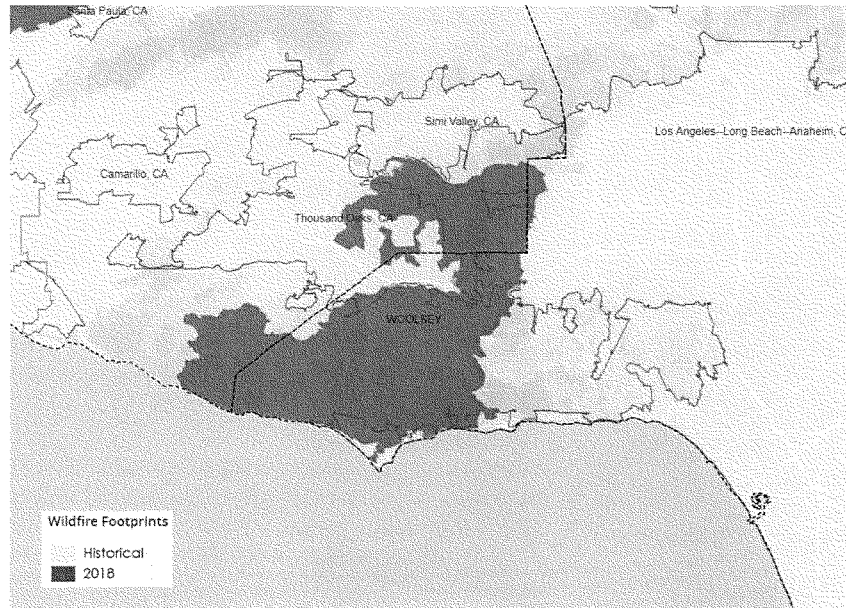 Santa Paula, CA
Simi Valley, CA
Los Angeles--Long Beach--Anaheim, C
Camarillo, CA
Thousand Oaks, CA
WOOLSEY
Wildfire Footprints
Historical
2018